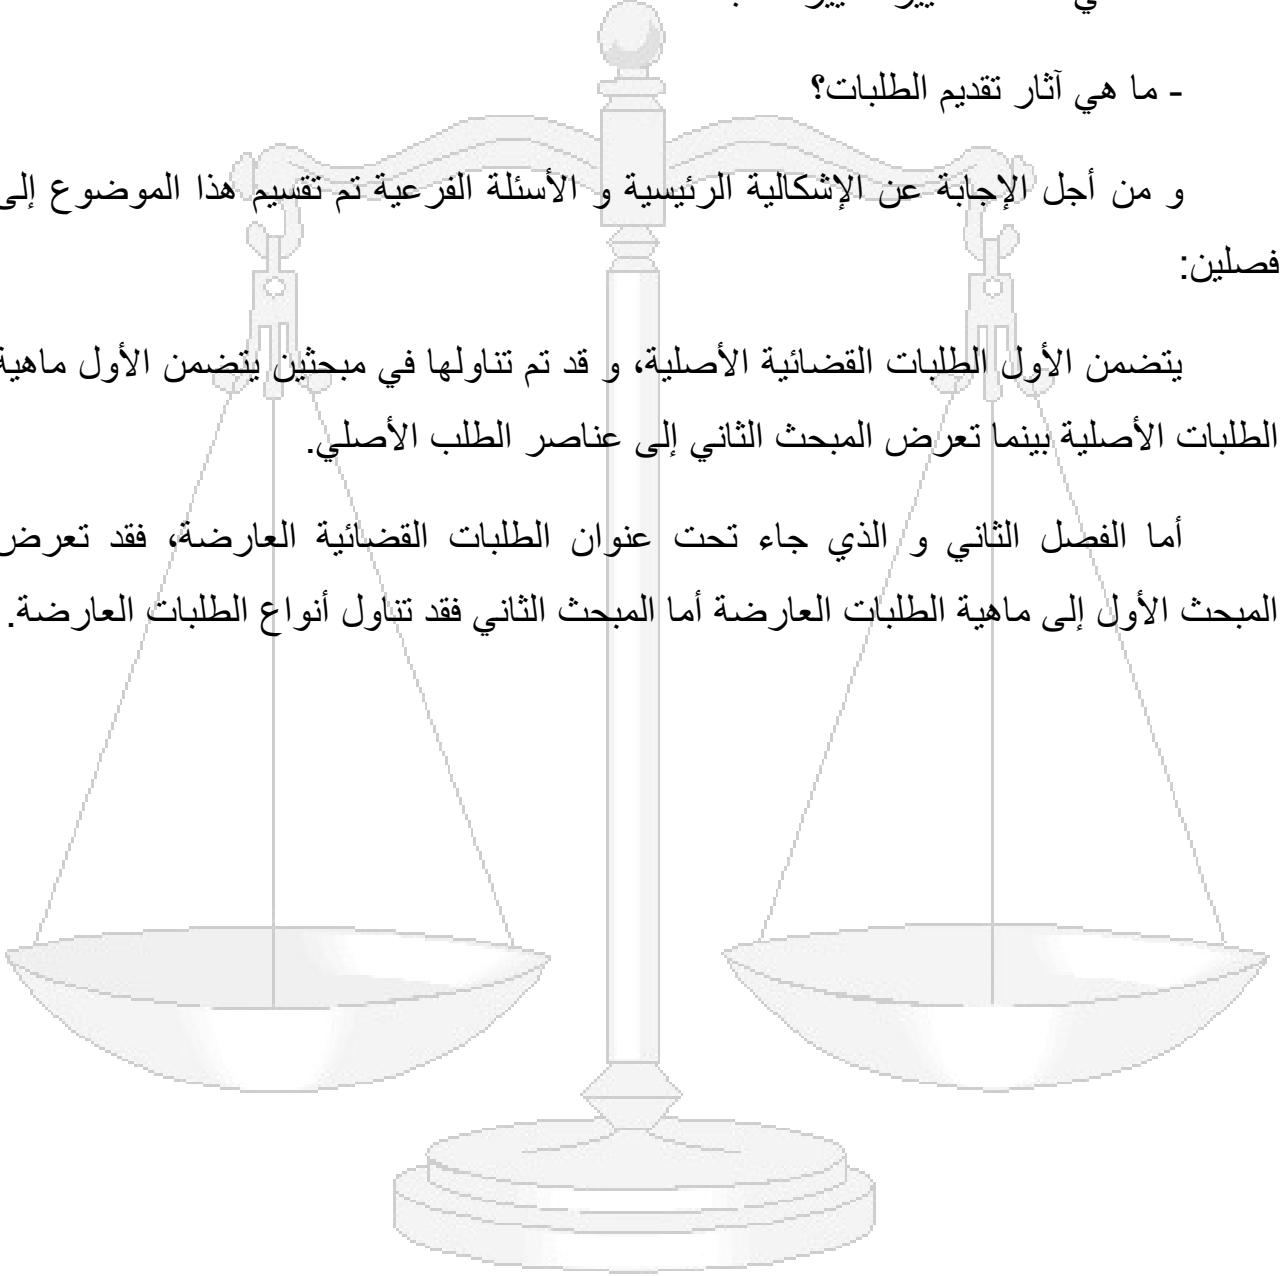 - ما هي آثار تقديم الطلبات؟
و من أجل الإجابة عن الإشكالية الرئيسية و الأسئلة الفرعية تم تقسيم هذا الموضوع إلى
فصلين:
يتضمن الأول الطلبات القضائية الأصلية، و قد تم تناولها في مبحثين يتضمن الأول ماهية
الطلبات الأصلية بينما تعرض المبحث الثاني إلى عناصر الطلب الأصلي.
أما الفصل الثاني و الذي جاء تحت عنوان الطلبات القضائية العارضة، فقد تعرض
المبحث الأول إلى ماهية الطلبات العارضة أما المبحث الثاني فقد تناول أنواع الطلبات العارضة.